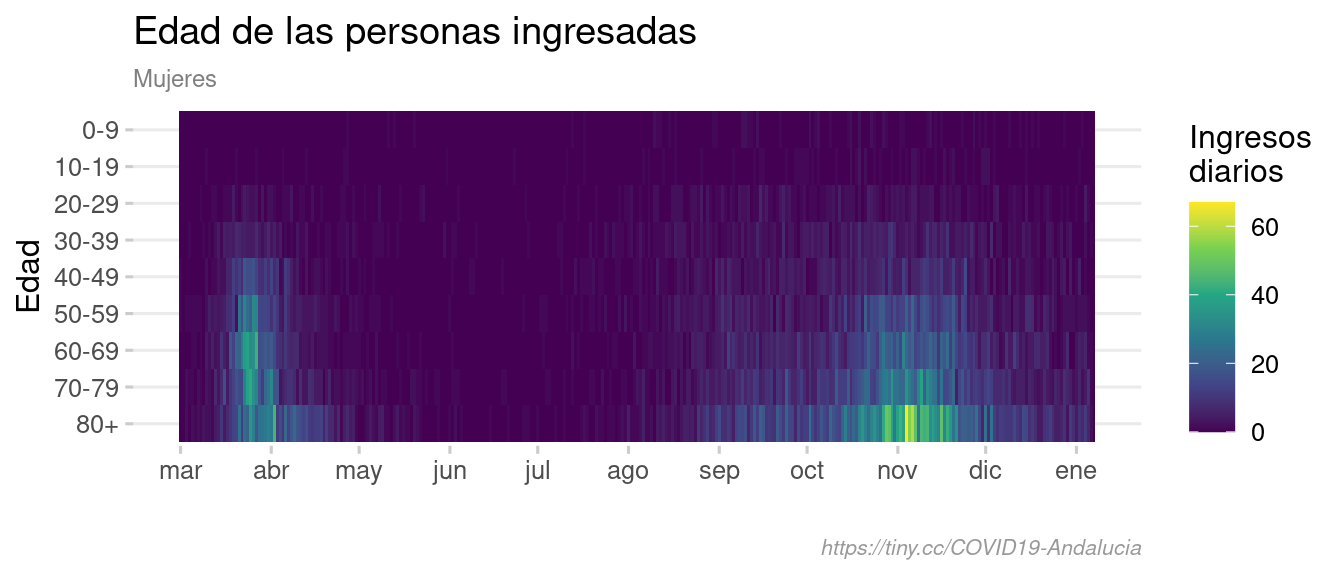 Edad de las personas ingresadas
Mujeres
Edad
0-9
10-19
20-29
30-39
40-49
50-59
60-69
70-79
80+
mar abr may jun jul ago sep oct nov dic ene
Ingresos
diarios
60
40
20
0
https://tiny.cc/COVID19-Andalucia